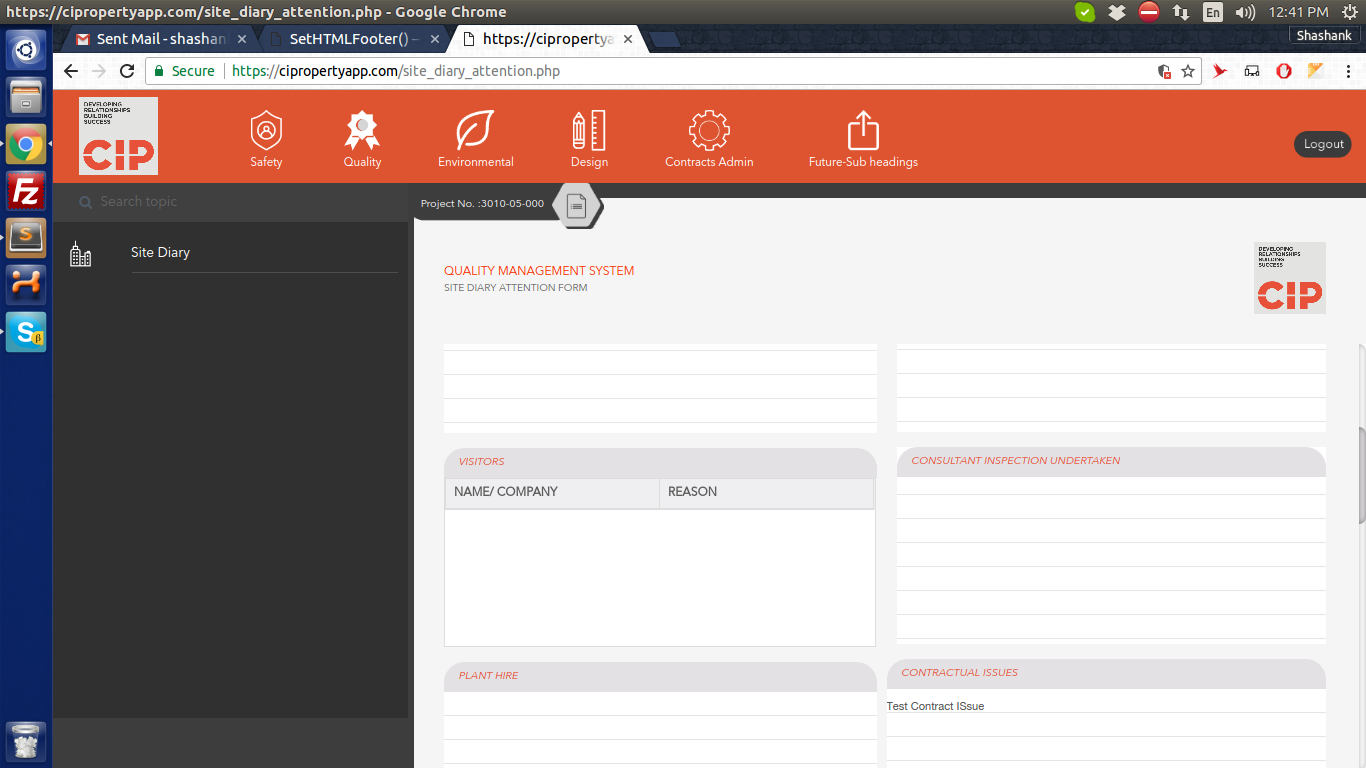 https://cipropertyapp.com/site_diary_attention.php - Google Chrome
En
12:41 PM
Sent Mail - shashan
SetHTMLFooter() –
https://cipropertya
Shashank
Secure
https://cipropertyapp.com/site_diary_attention.php
DEVELOPING
RELATIONSHIPS
BUILDING
SUCCESS
CIP
Safety
Quality
Environmental
Design
Contracts Admin
Future-Sub headings
Logout
Search topic
Project No. :3010-05-000
Site Diary
QUALITY MANAGEMENT SYSTEM
SITE DIARY ATTENTION FORM
DEVELOPING
RELATIONSHIPS
BUILDING
SUCCESS
CIP
VISITORS
NAME/ COMPANY
REASON
CONSULTANT INSPECTION UNDERTAKEN
PLANT HIRE
CONTRACTUAL ISSUES
Test Contract ISsue